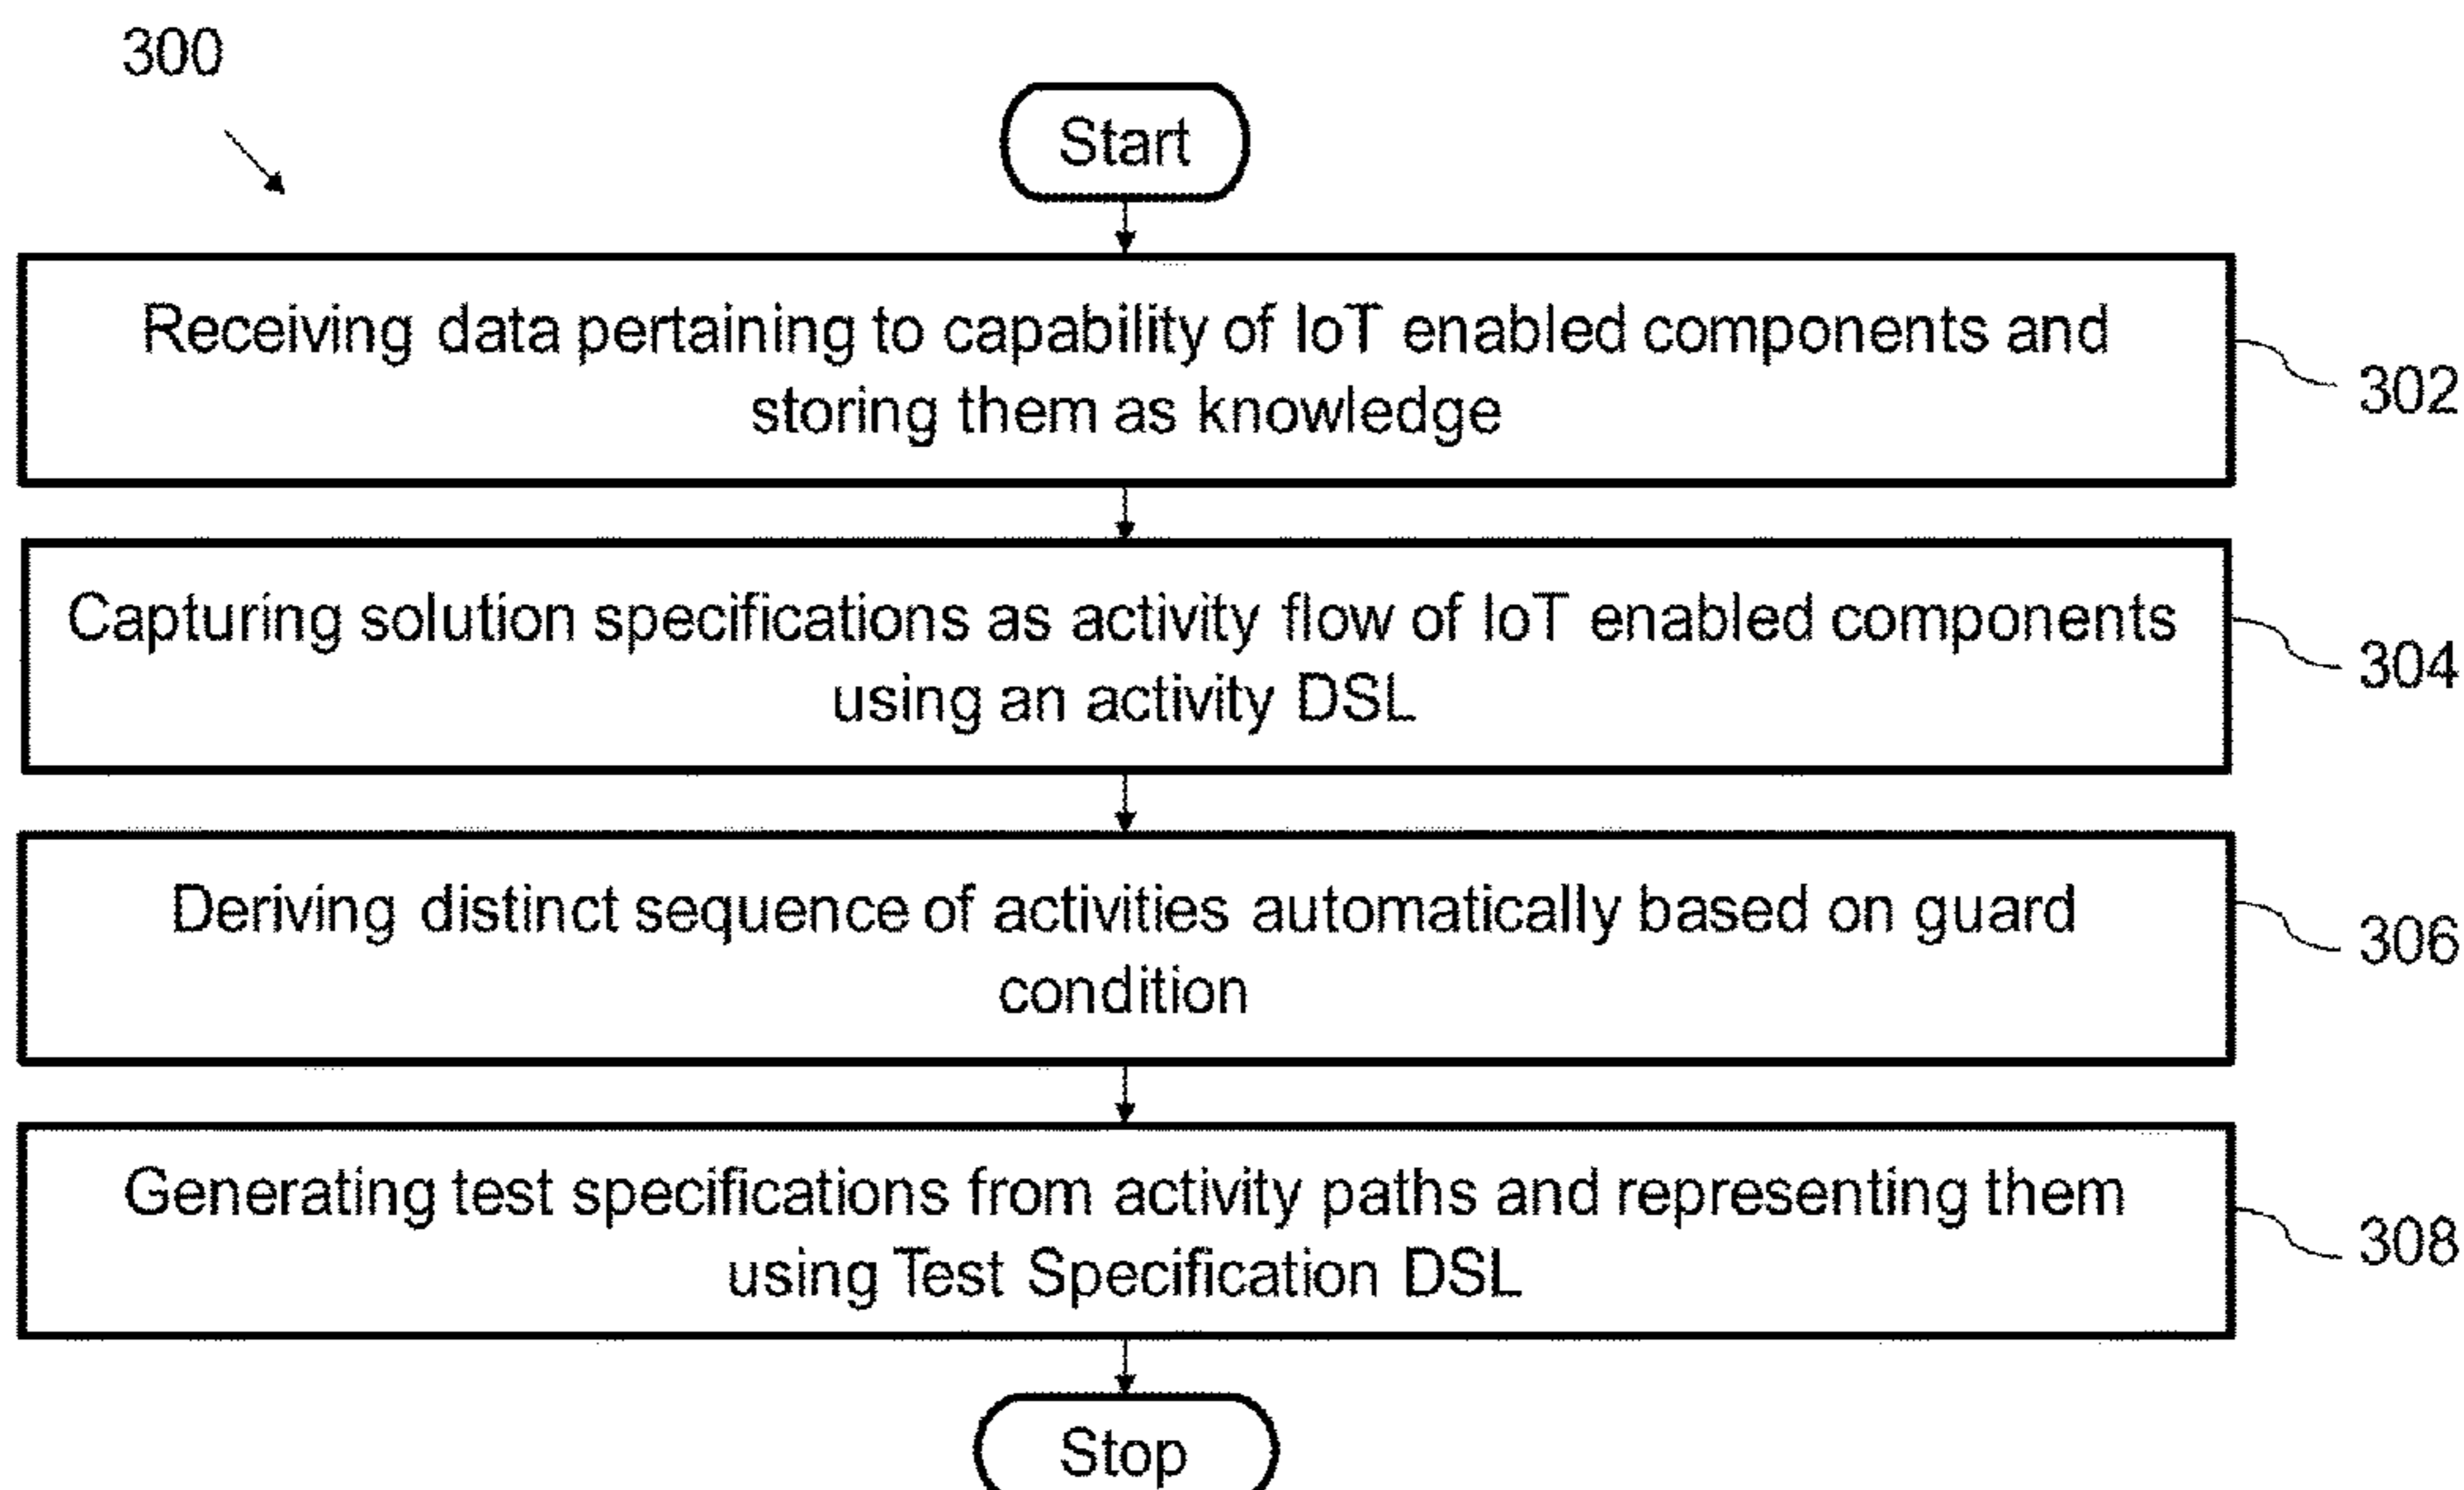 300
Start
Receiving data pertaining to capability of IoT enabled components and
storing them as knowledge
302
Capturing solution specifications as activity flow of IoT enabled components
using an activity DSL
304
Deriving distinct sequence of activities automatically based on guard
condition
306
Generating test specifications from activity paths and representing them
using Test Specification DSL
308
Stop